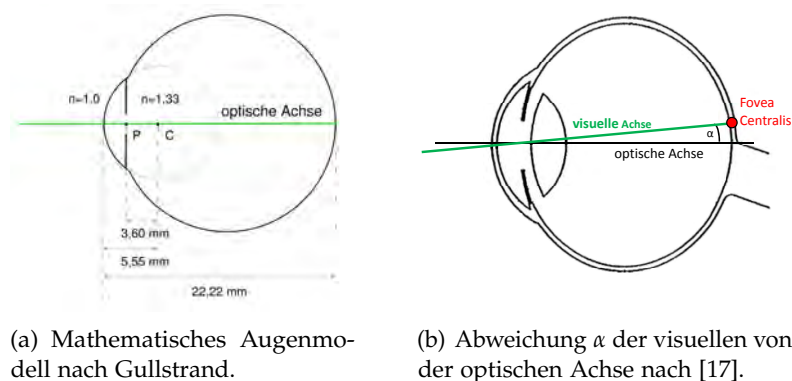 n=1.0
n=1.33
optische Achse
P
C
3,60 mm
5,55 mm
22,22 mm
(a) Mathematisches Augenmo-
dell nach Gullstrand.
Fovea
Centralis
visuelle Achse
α
optische Achse
(b) Abweichung α der visuellen von
der optischen Achse nach [17].